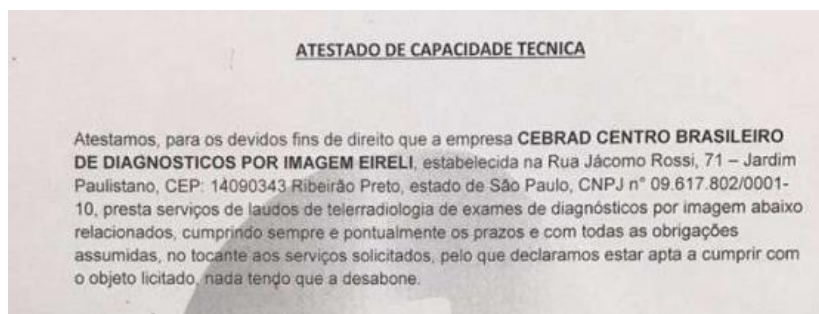 ATESTADO DE CAPACIDADE TECNICA
Atestamos, para os devidos fins de direito que a empresa CEBRAD CENTRO BRASILEIRO
DE DIAGNOSTICOS POR IMAGEM EIRELI, estabelecida na Rua Jácomo Rossi, 71 – Jardim
Paulistano, CEP: 14090343 Ribeirão Preto, estado de São Paulo, CNPJ n° 09.617.802/0001-
10, presta serviços de laudos de telerradiologia de exames de diagnósticos por imagem abaixo
relacionados, cumprindo sempre e pontualmente os prazos e com todas as obrigações
assumidas, no tocante aos serviços solicitados, pelo que declaramos estar apta a cumprir com
o objeto licitado, nada tendo que a desabone.